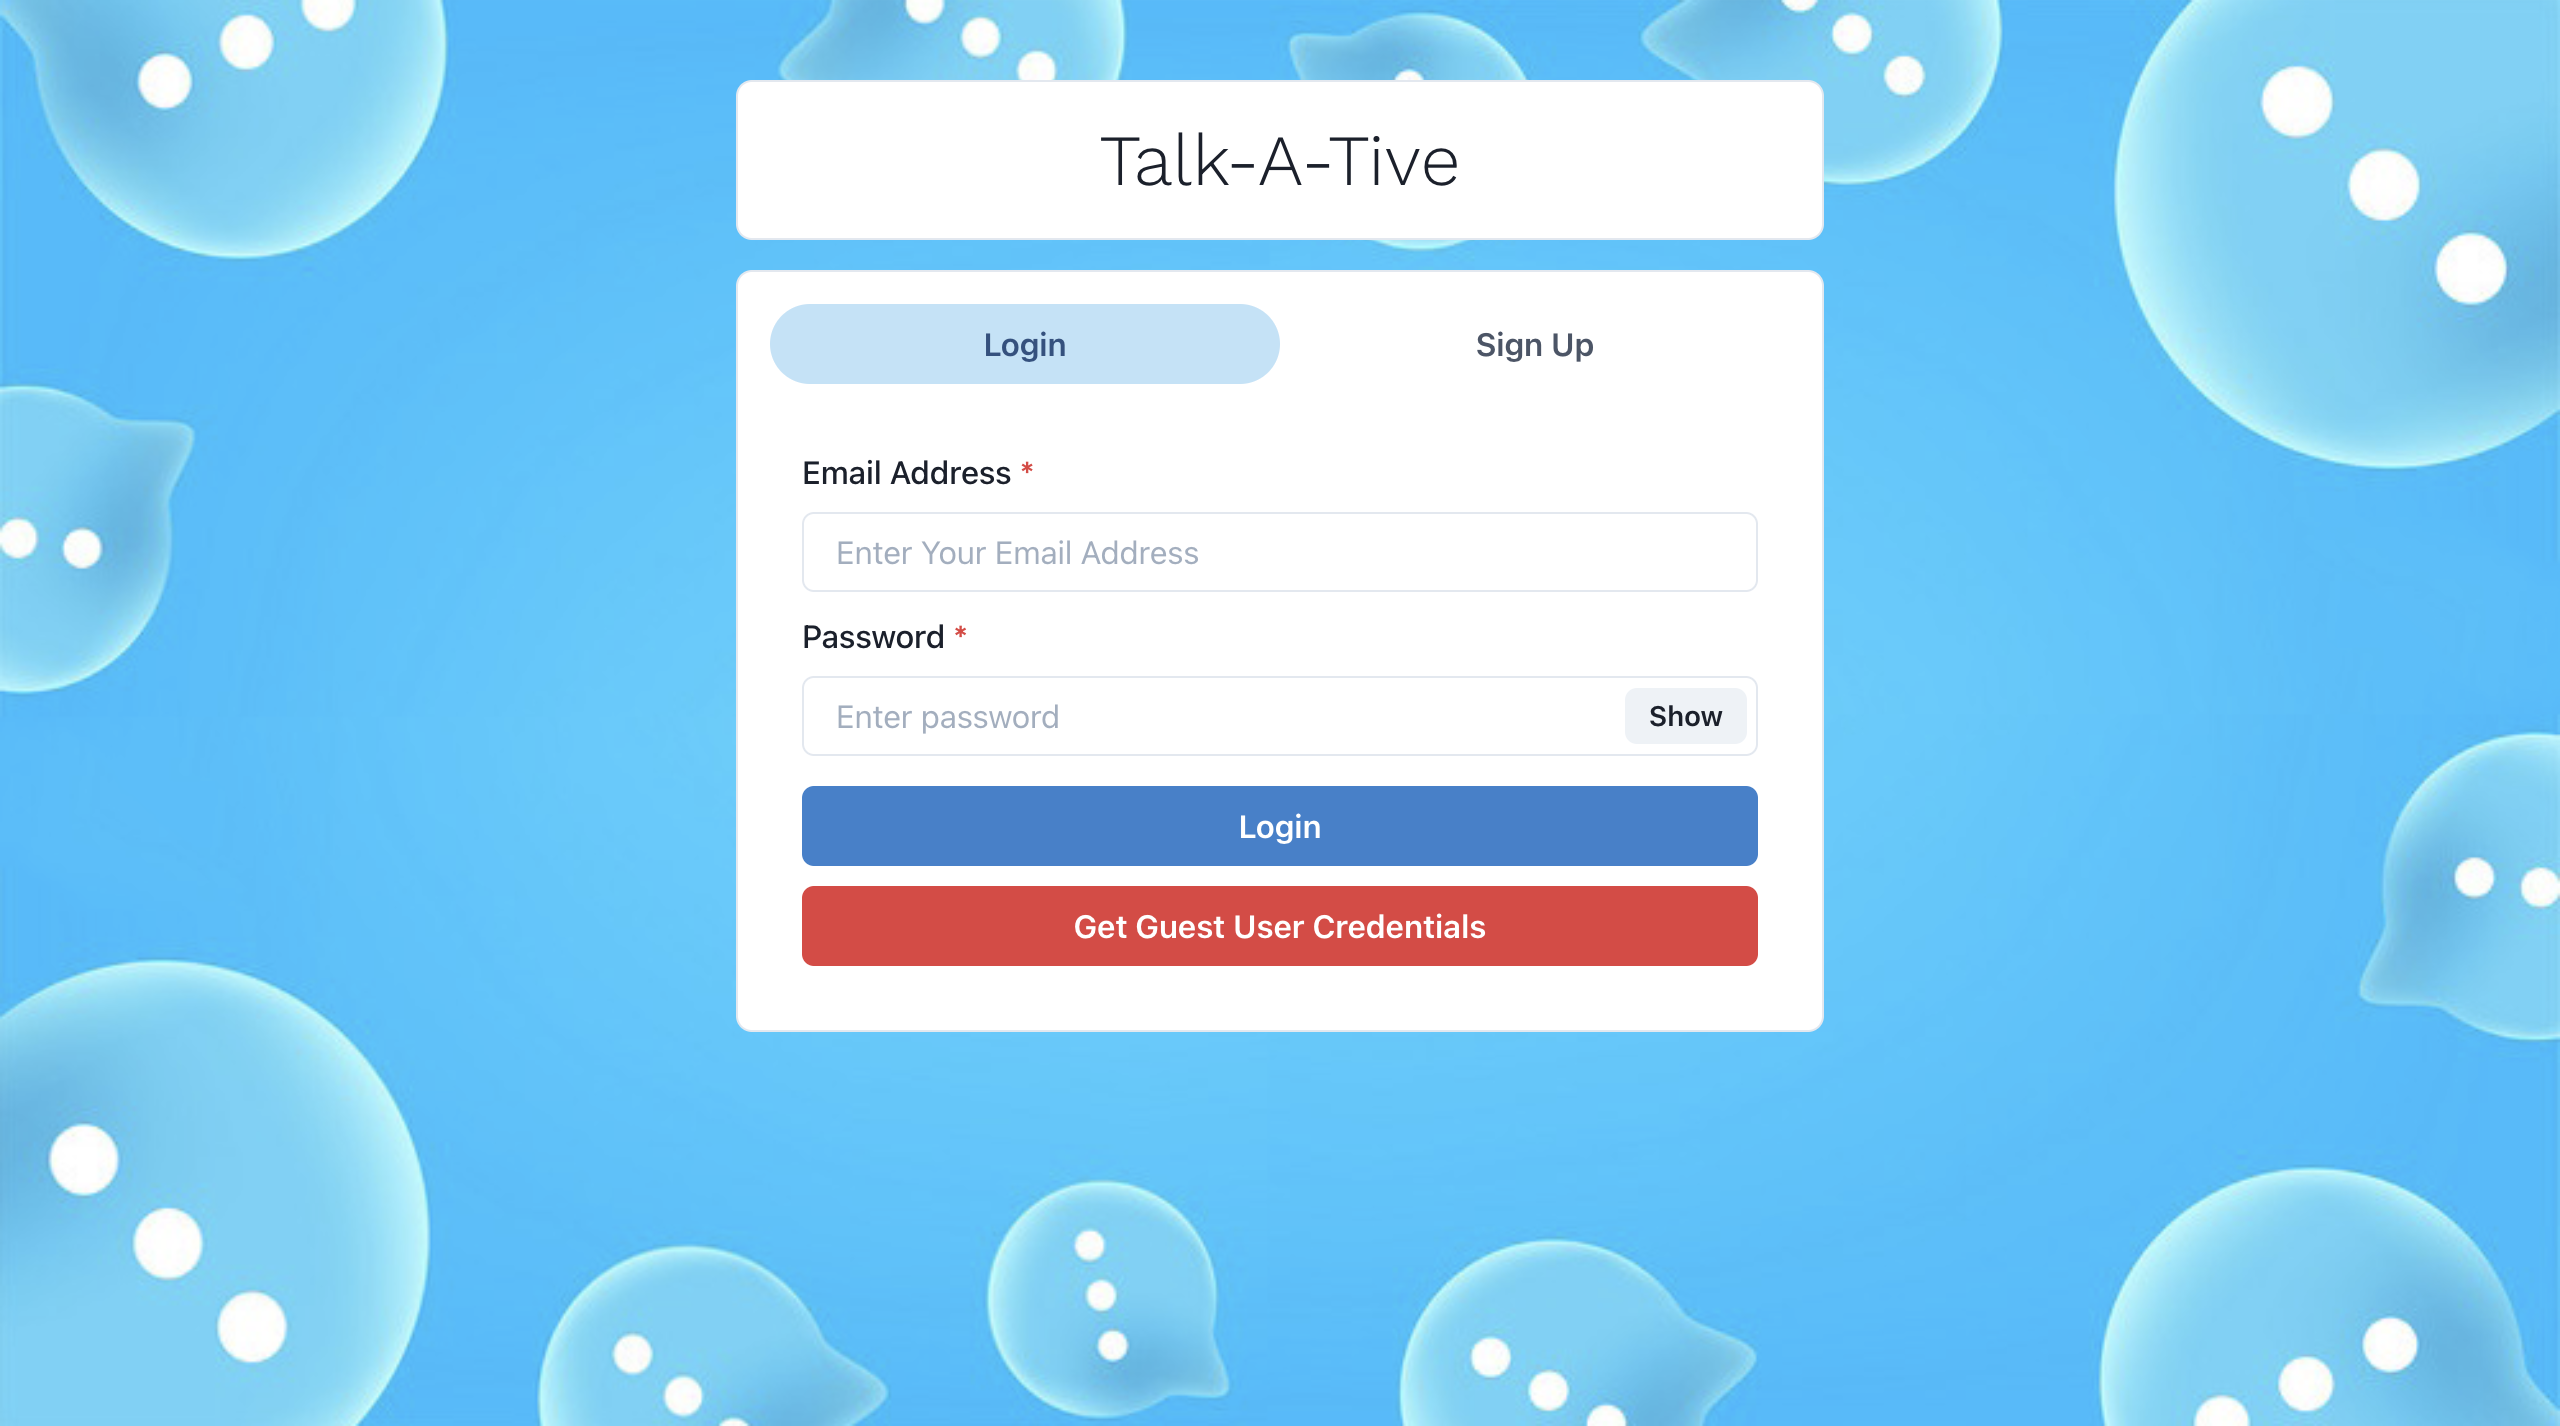 Talk-A-Tive
Login
Sign Up
Email Address *
Enter Your Email Address
Password *
Enter password
Show
Login
Get Guest User Credentials